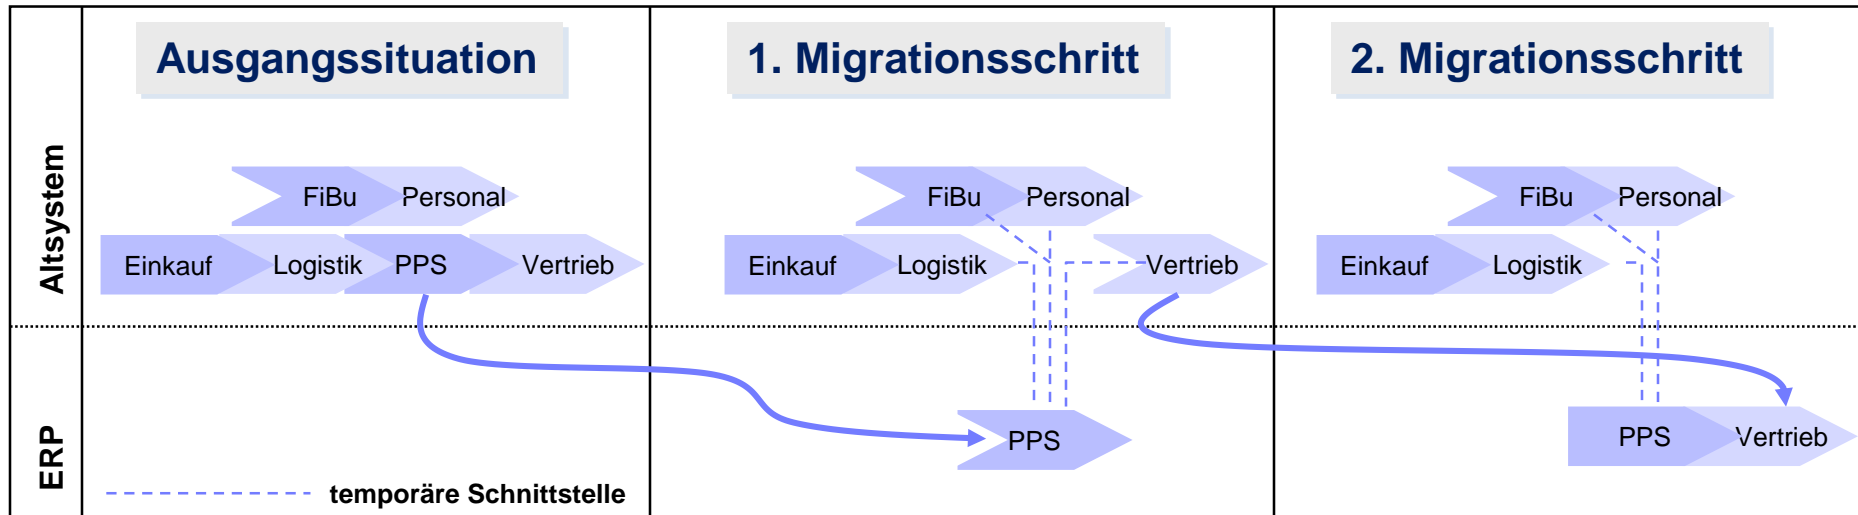 Ausgangssituation
1. Migrationsschritt
2. Migrationsschritt
Altsystem
FiBu Personal
Einkauf Logistik PPS Vertrieb
FiBu Personal
Einkauf Logistik Vertrieb
FiBu Personal
Einkauf Logistik
ERP
PPS
PPS Vertrieb
temporäre Schnittstelle